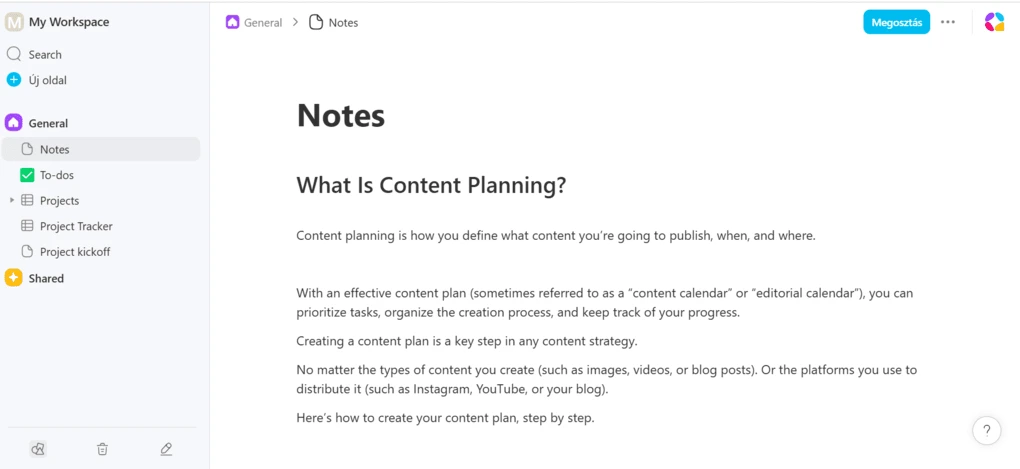 M My Workspace
Search
Új oldal
General
Notes
To-dos
Projects
Project Tracker
Project kickoff
Shared
General
Notes
Megosztás
Notes
What Is Content Planning?
Content planning is how you define what content you’re going to publish, when, and where.
With an effective content plan (sometimes referred to as a “content calendar” or “editorial calendar”), you can
prioritize tasks, organize the creation process, and keep track of your progress.
Creating a content plan is a key step in any content strategy.
No matter the types of content you create (such as images, videos, or blog posts). Or the platforms you use to
distribute it (such as Instagram, YouTube, or your blog).
Here’s how to create your content plan, step by step.
?